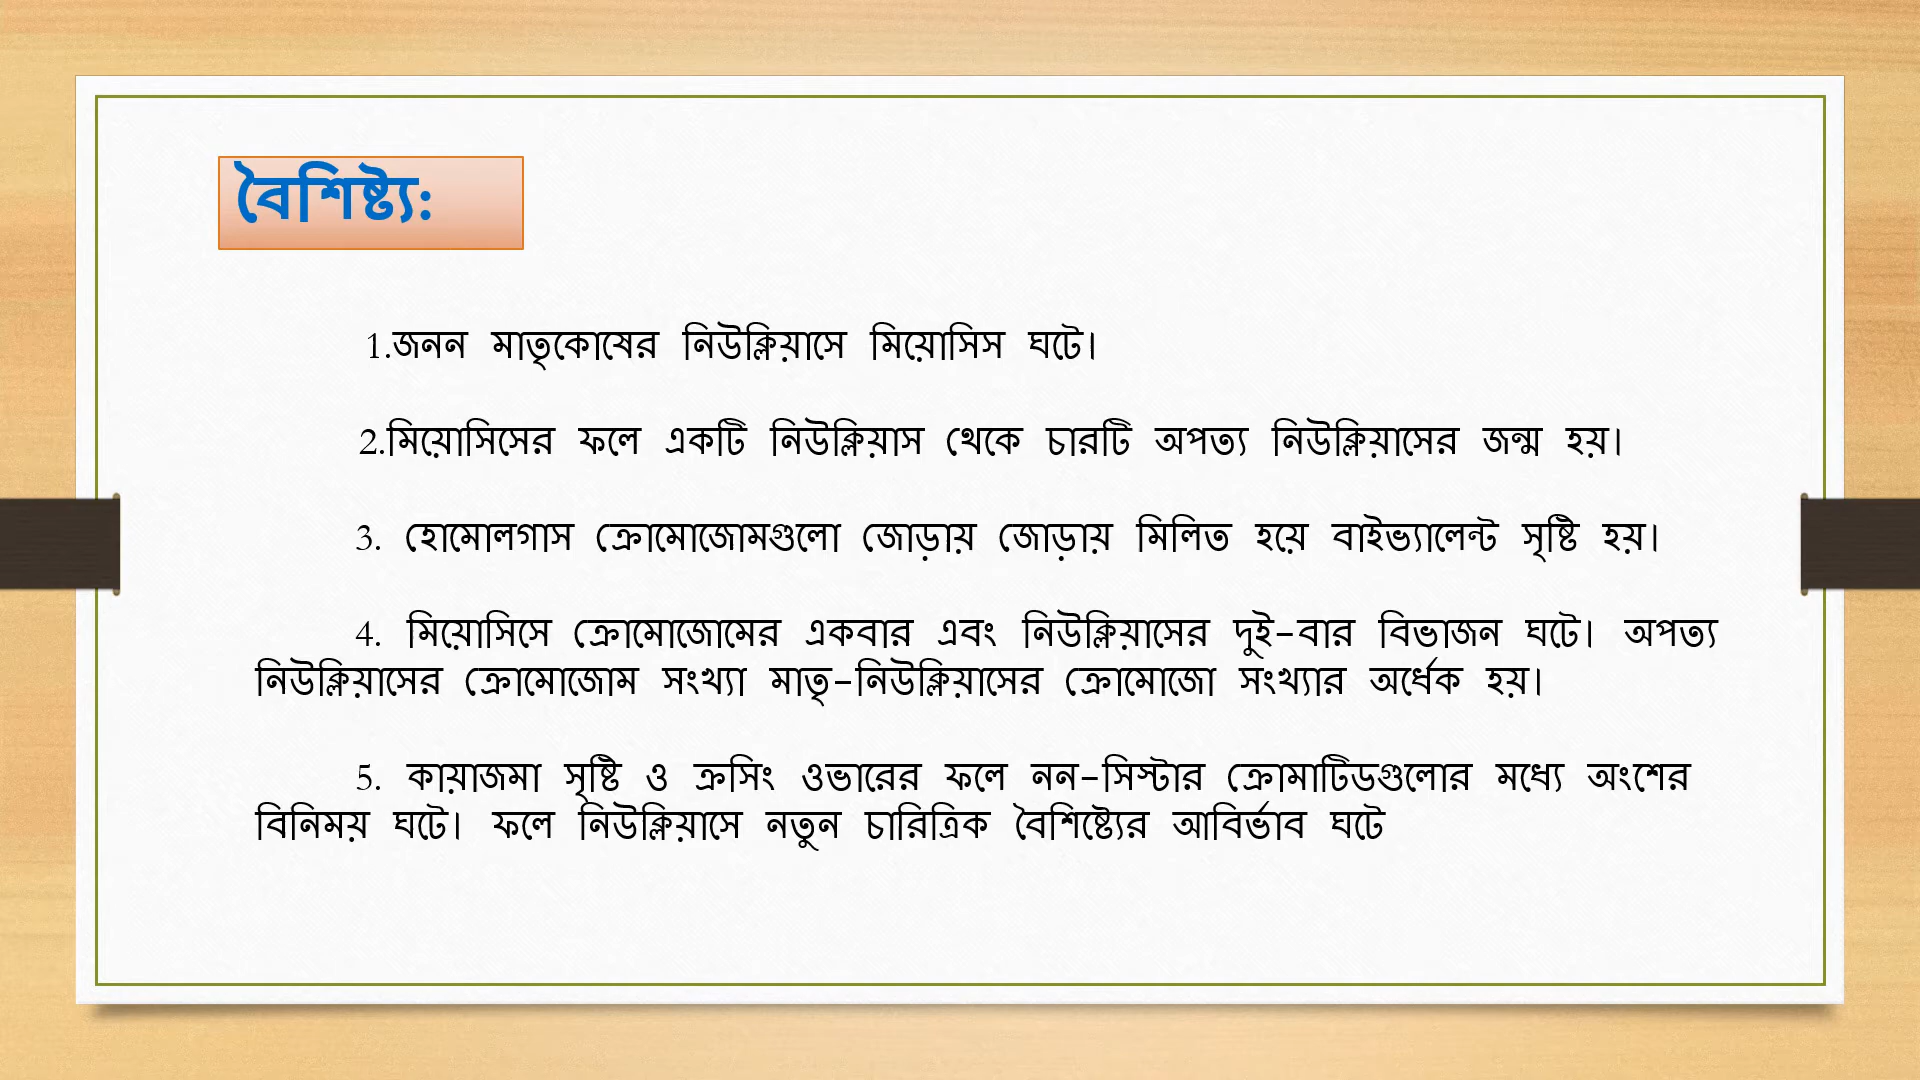 বৈশিষ্ট্য:
1.জনন মাতৃকোষের নিউক্লিয়াসে মিয়োসিস ঘটে।
2.মিয়োসিসের ফলে একটি নিউক্লিয়াস থেকে চারটি অপত্য নিউক্লিয়াসের জন্ম হয়।
3. হোমোলগাস ক্রোমোজোমগুলো জোড়ায় জোড়ায় মিলিত হয়ে বাইভ্যালেন্ট সৃষ্টি হয়।
4. মিয়োসিসে ক্রোমোজোমের একবার এবং নিউক্লিয়াসের দুই-বার বিভাজন ঘটে। অপত্য
নিউক্লিয়াসের ক্রোমোজোম সংখ্যা মাতৃ-নিউক্লিয়াসের ক্রোমোজো সংখ্যার অর্ধেক হয়।
5. কায়াজমা সৃষ্টি ও ক্রসিং ওভারের ফলে নন-সিস্টার ক্রোমাটিডগুলোর মধ্যে অংশের
বিনিময় ঘটে। ফলে নিউক্লিয়াসে নতুন চারিত্রিক বৈশিষ্ট্যের আবির্ভাব ঘটে